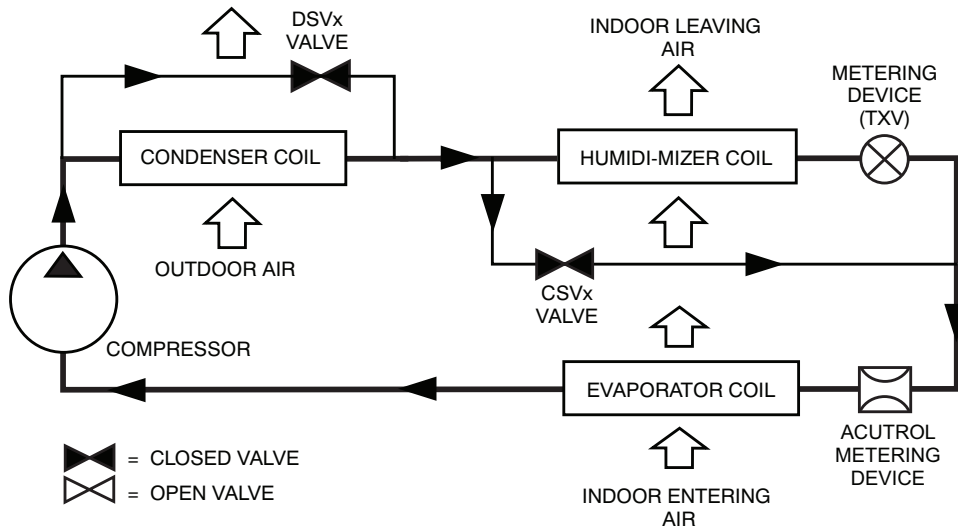 DSVx
VALVE
INDOOR LEAVING
AIR
METERING
DEVICE
(TXV)
CONDENSER COIL
HUMIDI-MIZER COIL
OUTDOOR AIR
CSVx
VALVE
COMPRESSOR
EVAPORATOR COIL
ACUTROL
METERING
DEVICE
= CLOSED VALVE
= OPEN VALVE
INDOOR ENTERING
AIR